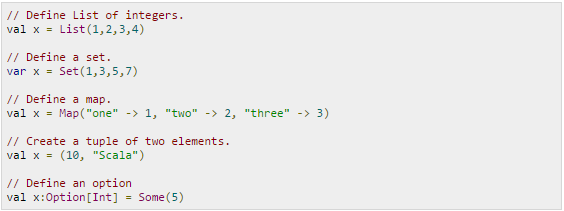 // Define List of integers.
val x = List(1,2,3,4)
// Define a set.
var x = Set(1,3,5,7)
// Define a map.
val x = Map("one" -> 1, "two" -> 2, "three" -> 3)
// Create a tuple of two elements.
val x = (10, "Scala")
// Define an option
val x:Option[Int] = Some(5)